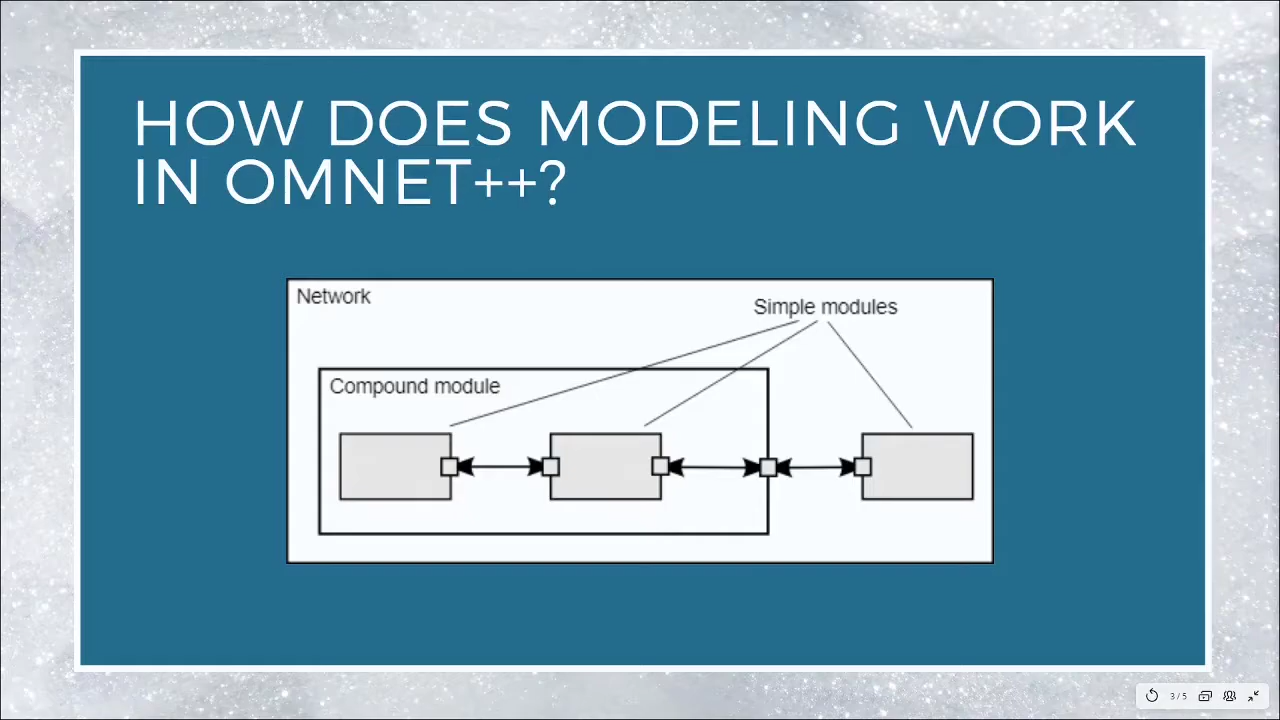 HOW DOES MODELING WORK
IN OMNET++?
Network
Simple modules
Compound module
3 / 5